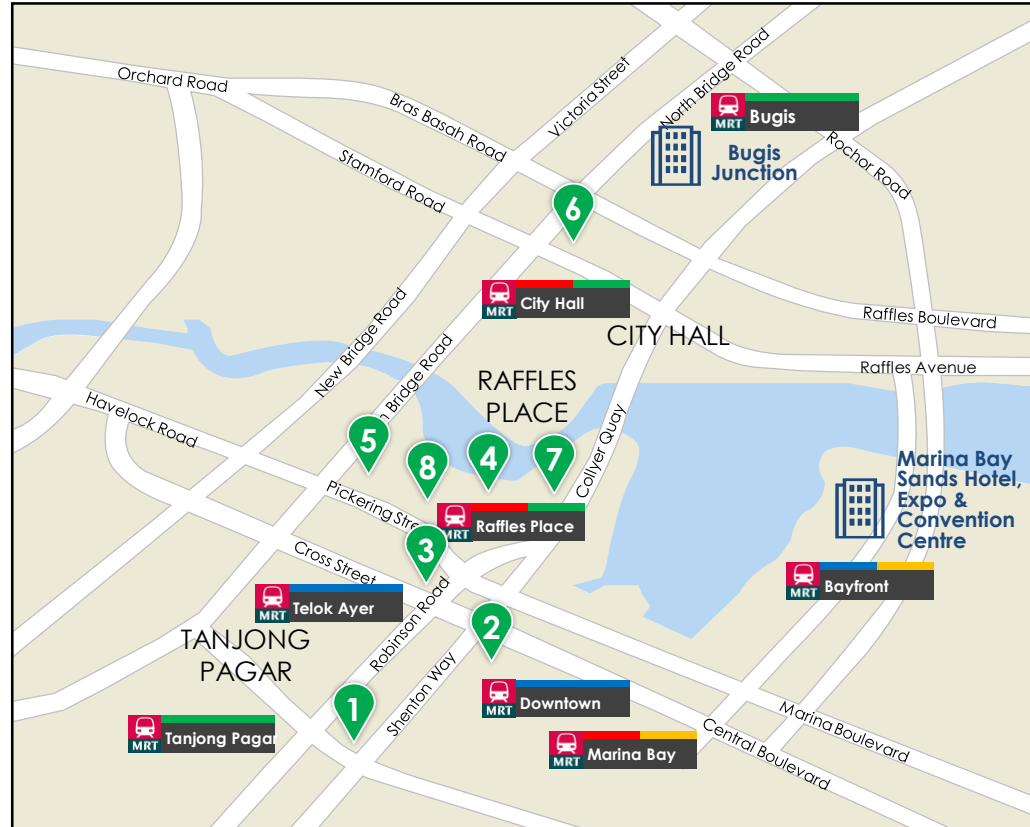 Orchard Road
Bras Basah Road
Victoria Street
North Bridge Road
MRT
Bugis
Bugis
Junction
Rochor Road
Stamford Road
6
MRT
City Hall
CITY HALL
Raffles Boulevard
Raffles Avenue
New Bridge Road
Bridge Road
RAFFLES
PLACE
Havelock Road
5
8
4
7
Collyer Quay
Marina Bay
Sands Hotel,
Expo &
Convention
Centre
Pickering
MRT
Raffles Place
3
Cross Street
MRT
Bayfront
MRT
Telok Ayer
Robinson Road
2
TANJONG
PAGAR
Shenton Way
1
MRT
Downtown
MRT
Tanjong Pagar
MRT
Marina Bay
Marina Boulevard
Central Boulevard